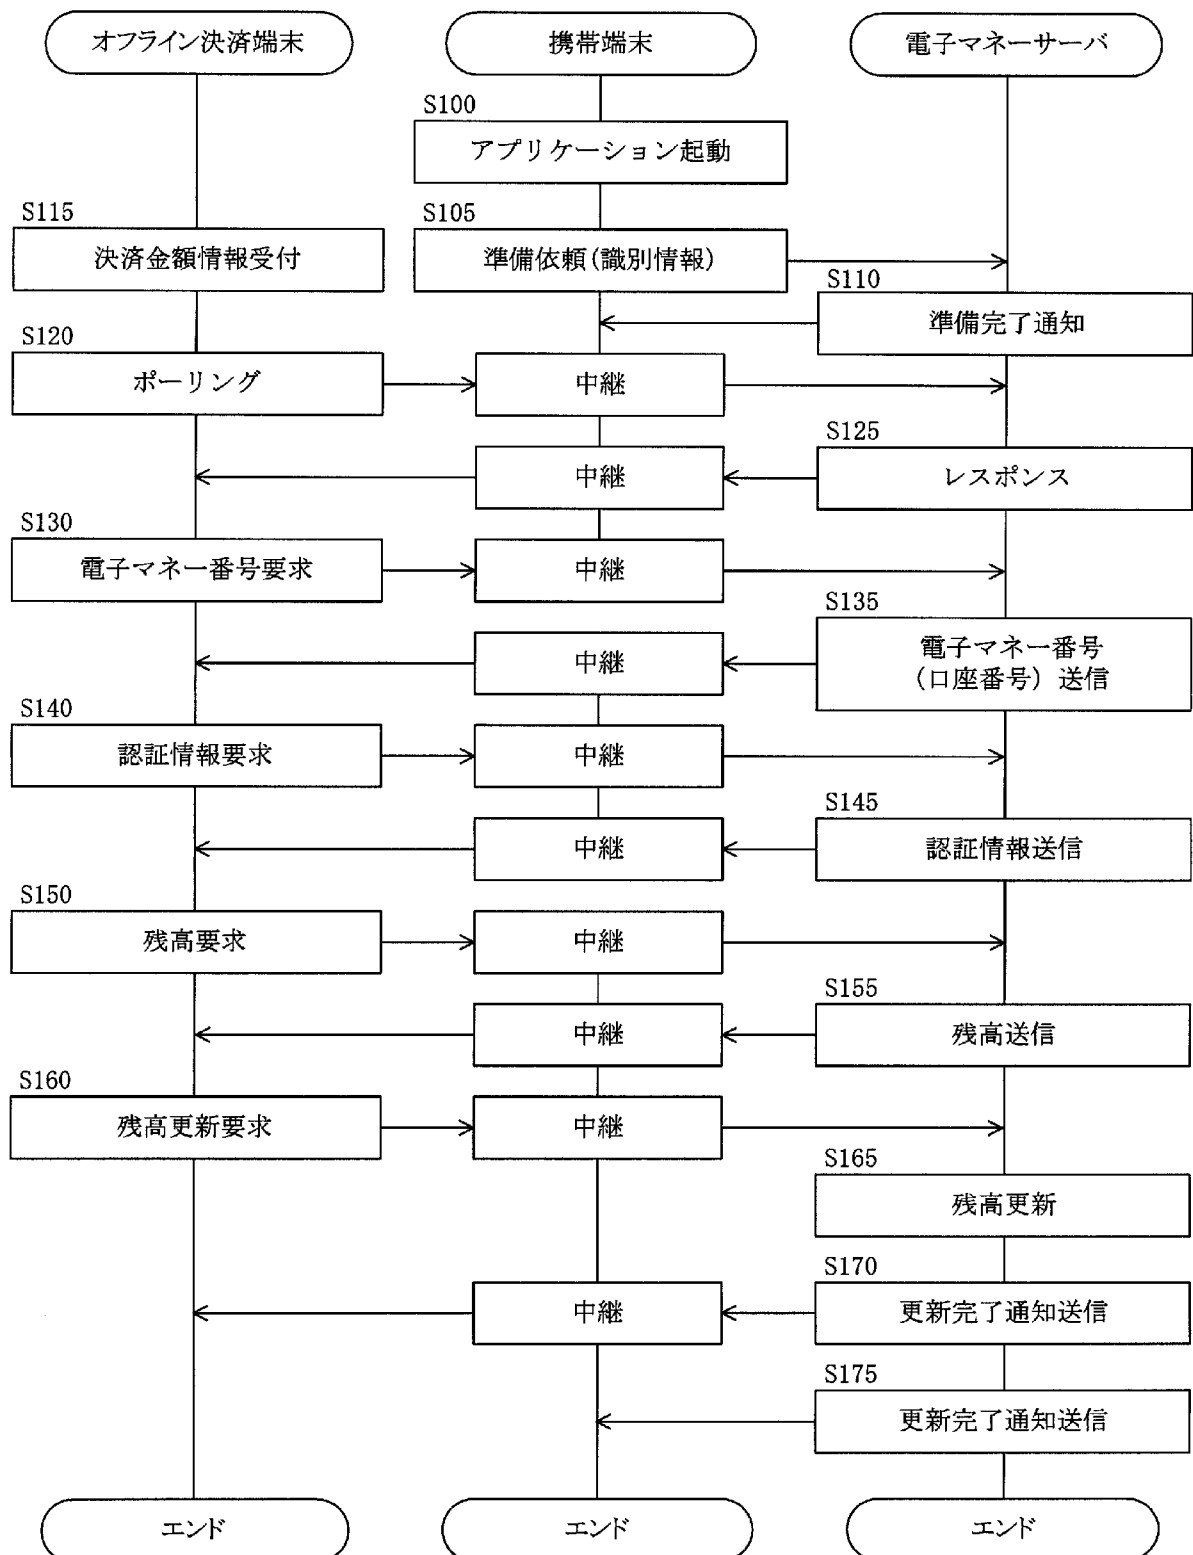 オフライン決済端末
携帯端末
電子マネーサーバ
S100
アプリケーション起動
S115
決済金額情報受付
S105
準備依頼(識別情報)
S110
準備完了通知
S120
ポーリング
中継
S125
中継
レスポンス
S130
電子マネー番号要求
中継
S135
中継
電子マネー番号
(口座番号)送信
S140
認証情報要求
中継
S145
中継
認証情報送信
S150
残高要求
中継
S155
中継
残高送信
S160
残高更新要求
中継
S165
残高更新
S170
中継
更新完了通知送信
S175
更新完了通知送信
エンド
エンド
エンド